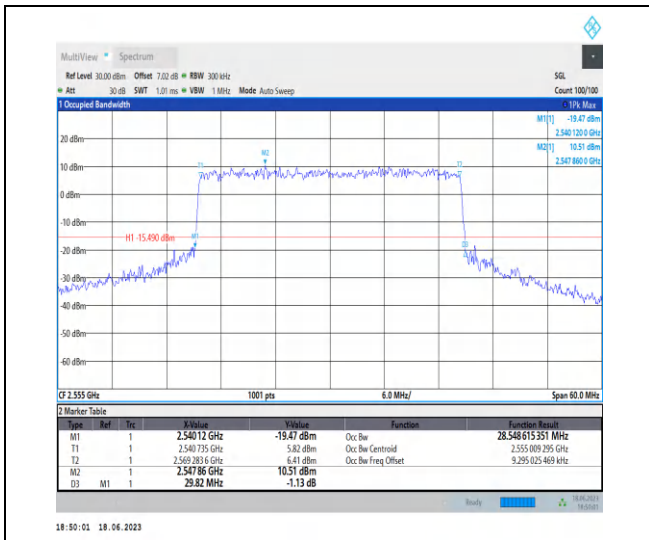 MultiView Spectrum
Ref Level 30.00 dBm Offset 7.02 dB RBW 300 kHz SGL
Att 30 dB SWT 1.01 ms VBW 1 MHz Mode Auto Sweep Count 100/100
1 Occupied Bandwidth 1Pk Max
M1[1] -19.47 dBm
2.540 120 0 GHz
M2[1] 10.51 dBm
2.547 860 0 GHz
20 dBm
M2
10 dBm
T1 T2
0 dBm
-10 dBm
H1 -15.490 dBm M1
-20 dBm
D3
-30 dBm
-40 dBm
-50 dBm
-60 dBm
CF 2.555 GHz 1001 pts 6.0 MHz/ Span 60.0 MHz
2 Marker Table
Type Ref Trc X-Value Y-Value Function Function Result
M1 1 2.54012 GHz -19.47 dBm Occ Bw 28.548 615 351 MHz
T1 1 2.540 735 GHz 5.82 dBm Occ Bw Centroid 2.555 009 295 GHz
T2 1 2.569 283 6 GHz 6.41 dBm Occ Bw Freq Offset 9.295 025 469 kHz
M2 1 2.547 86 GHz 10.51 dBm
D3 M1 1 29.82 MHz -1.13 dB
Ready 18.06.2023
18:50:01
18:50:01 18.06.2023